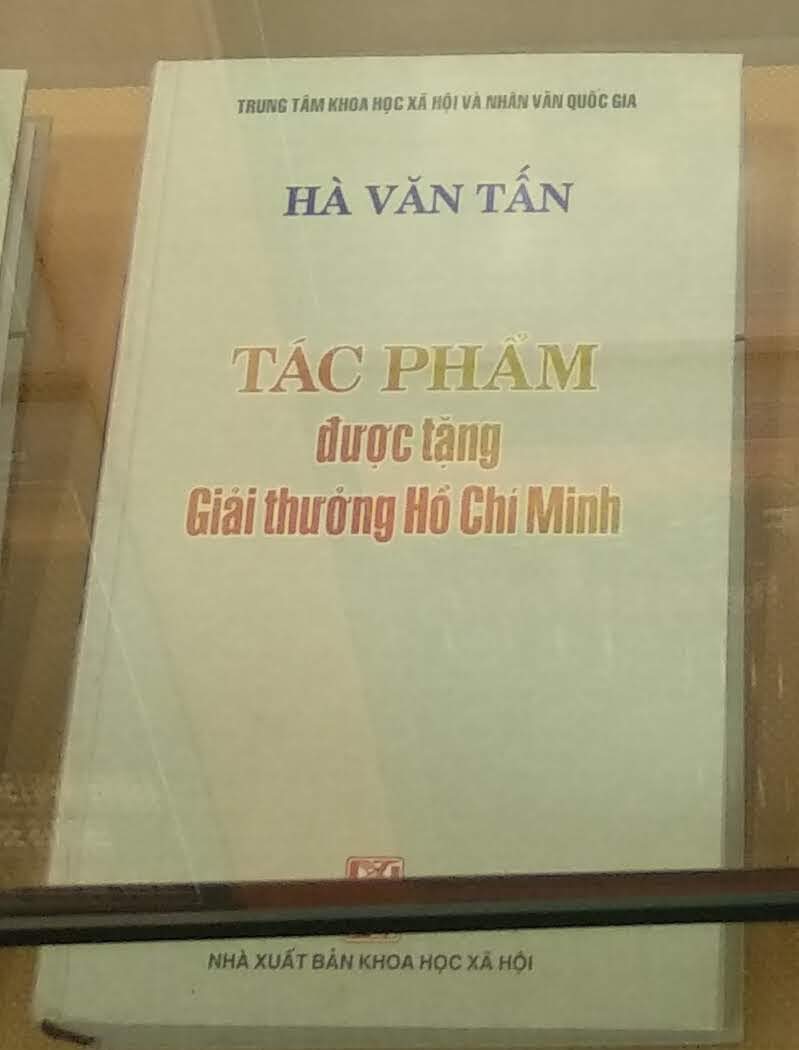 TRUNG TÂM KHOA HỌC XÃ HỘI VÀ NHÂN VĂN QUỐC GIA
HÀ VĂN TẤN
TÁC PHẨM
được tặng
Giải thưởng Hồ Chí Minh
NHÀ XUẤT BẢN KHOA HỌC XÃ HỘI